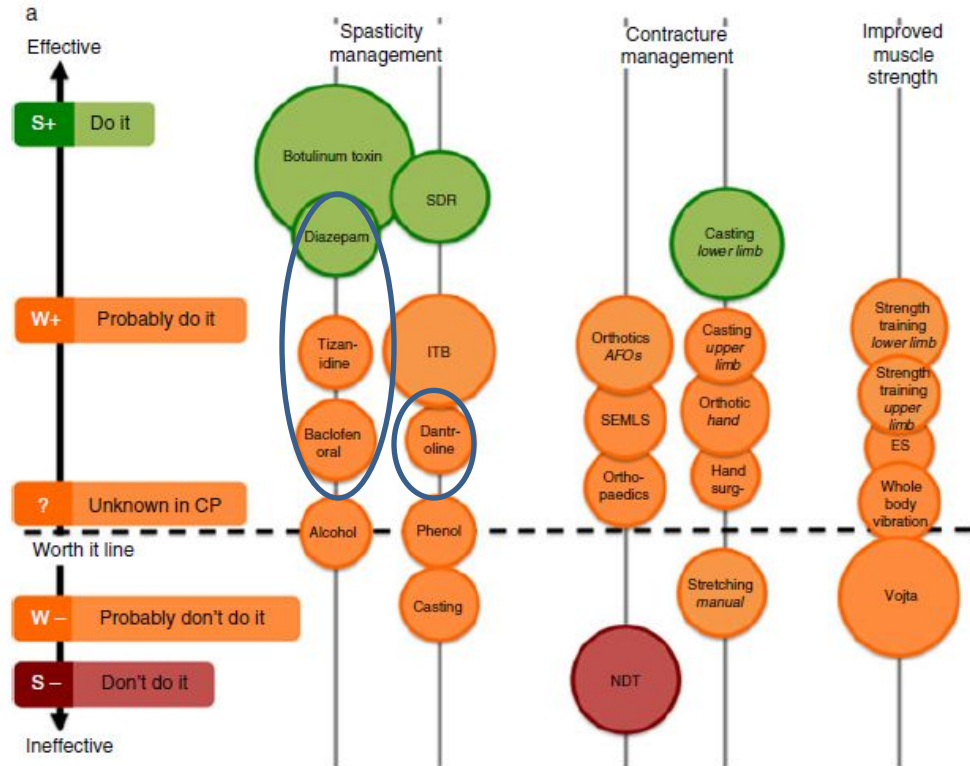 a
Effective
Spasticity
management
Contracture
management
Improved
muscle
strength
S+ Do it
Botulinum toxin
SDR
Diazepam
Casting
lower limb
W+ Probably do it
Tizan-
idine
ITB
Orthotics
AFOs
Casting
upper
limb
Strength
training
lower limb
Baclofen
oral
Dantr-
oline
SEMLS
Orthotic
hand
Strength
training
upper
limb
ES
Ortho-
paedics
Hand
surg-
Whole
body
vibration
? Unknown in CP
Alcohol
Phenol
Worth it line
W – Probably don't do it
Casting
Stretching
manual
Vojta
S – Don't do it
NDT
Ineffective